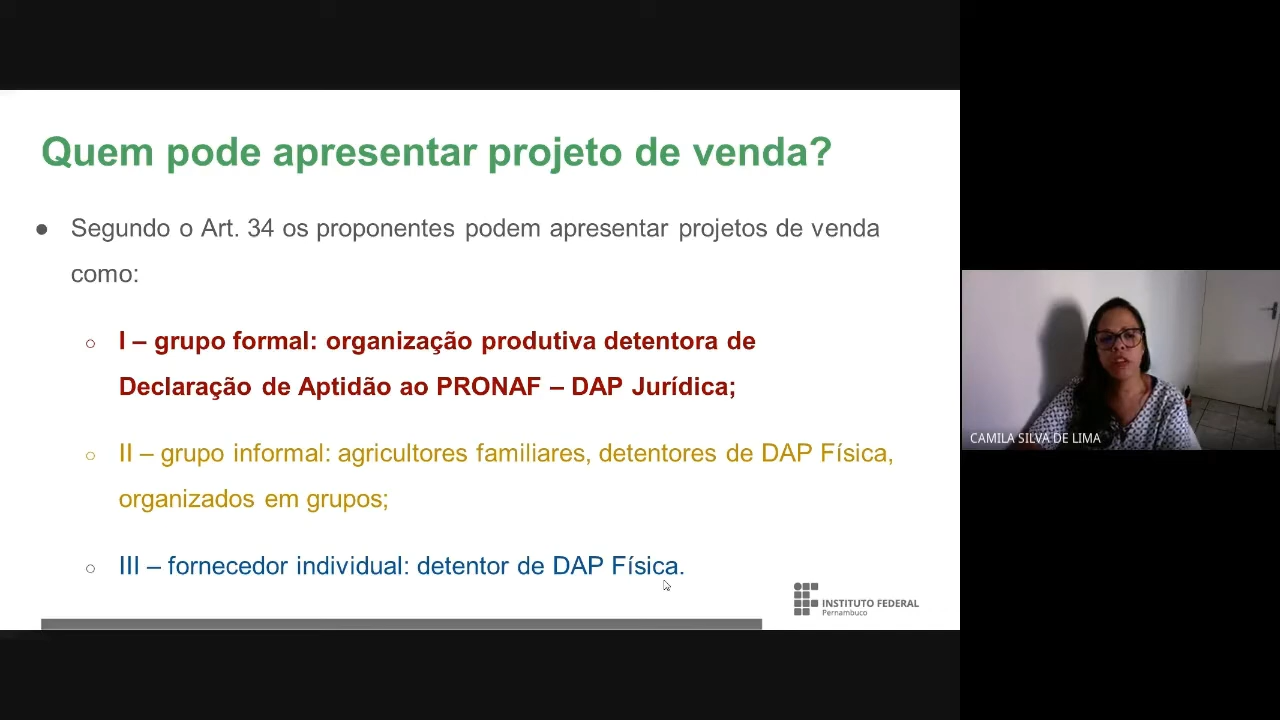 Quem pode apresentar projeto de venda?
● Segundo o Art. 34 os proponentes podem apresentar projetos de venda
como:
○ I – grupo formal: organização produtiva detentora de
Declaração de Aptidão ao PRONAF – DAP Jurídica;
○ II – grupo informal: agricultores familiares, detentores de DAP Física,
organizados em grupos;
○ III – fornecedor individual: detentor de DAP Física.
INSTITUTO FEDERAL
Pernambuco
CAMILA SILVA DE LIMA